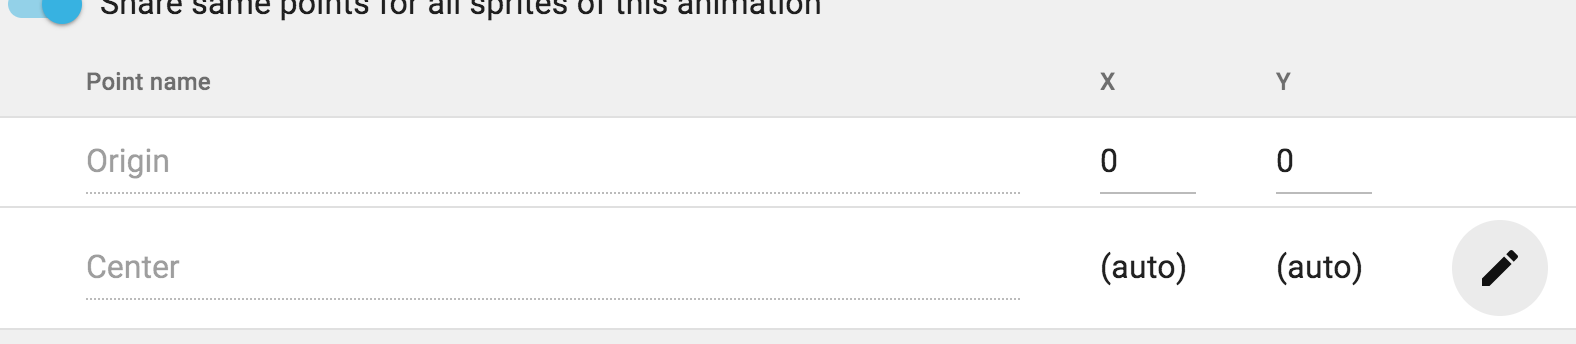 Share same points for all sprites of this animation
Point name X Y
Origin 0 0
Center (auto) (auto)